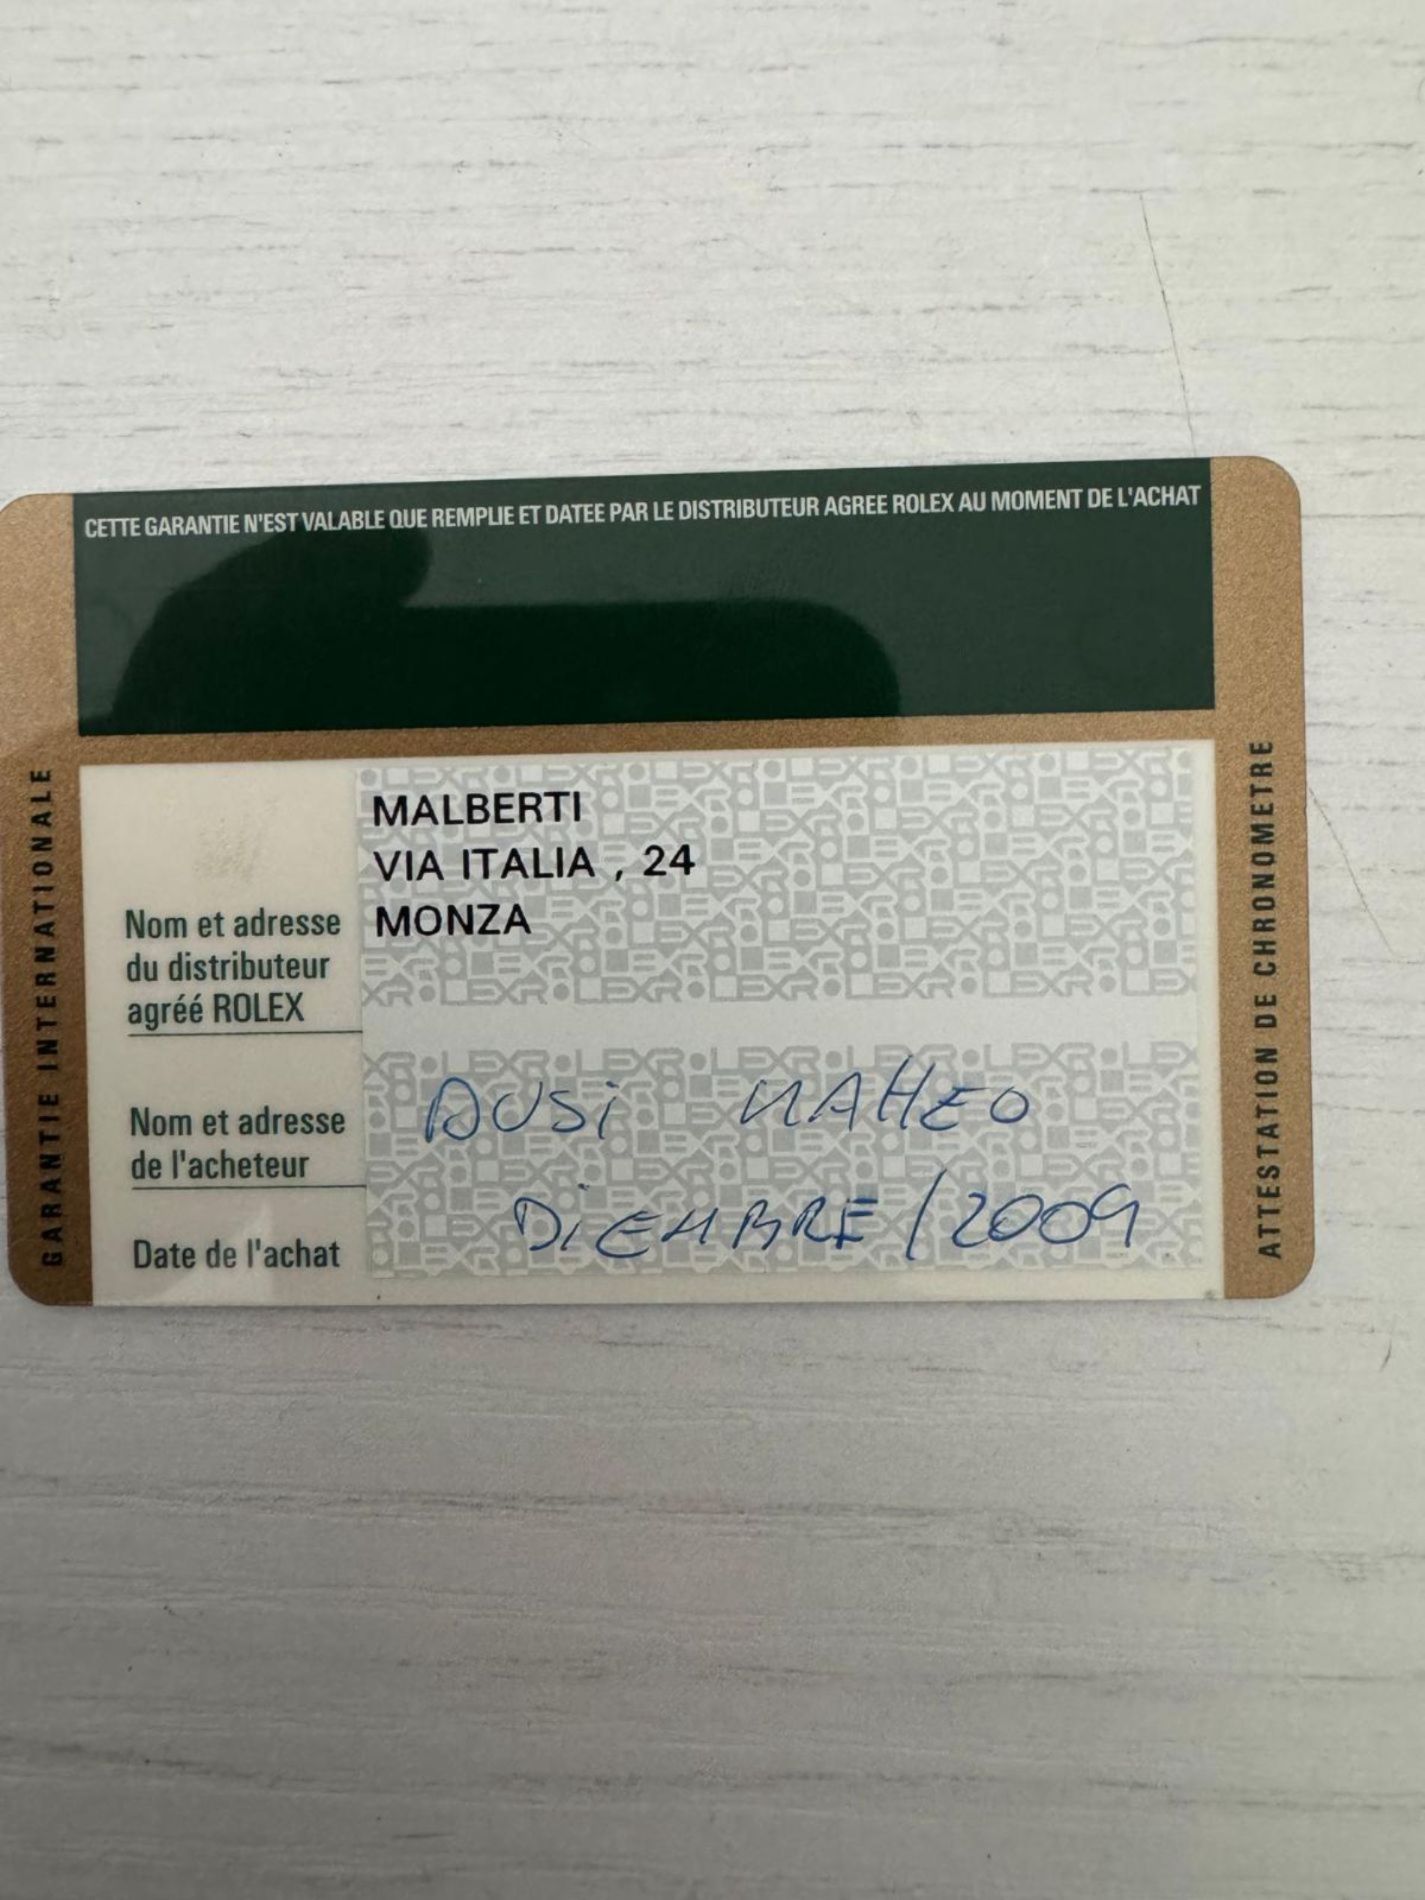 CETTE GARANTIE N'EST VALABLE QUE REMPLIE ET DATEE PAR LE DISTRIBUTEUR AGREE ROLEX AU MOMENT DE L'ACHAT
GARANTIE INTERNATIONALE
MALBERTI
VIA ITALIA , 24
MONZA
Nom et adresse
du distributeur
agréé ROLEX
Nom et adresse
de l'acheteur
DUSi MATTEO
Date de l'achat
DiCEMBRE/2009
ATTESTATION DE CHRONOMETRE